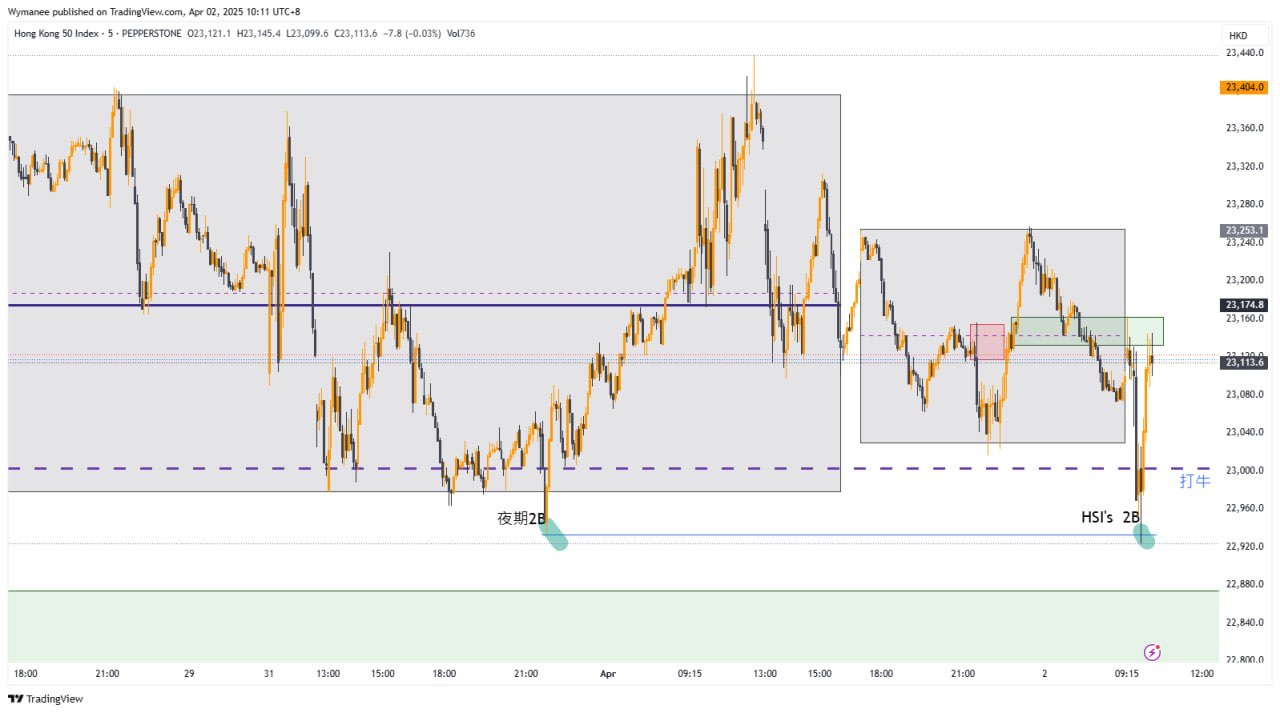 Wymanee published on TradingView.com, Apr 02, 2025 10:11 UTC+8
Hong Kong 50 Index · 5 · PEPPERSTONE O23,121.1 H23,145.4 L23,099.6 C23,113.6 −7.8 (−0.03%) Vol736
HKD
23,440.0
23,404.0
23,360.0
23,320.0
23,280.0
23,253.1
23,240.0
23,200.0
23,174.8
23,160.0
23,113.6
23,080.0
23,040.0
23,000.0
打牛
22,960.0
夜期2B
HSI's 2B
22,920.0
22,880.0
22,840.0
22,800.0
18:00 21:00 29 31 13:00 15:00 18:00 21:00 Apr 09:15 13:00 15:00 18:00 21:00 2 09:15 12:00
TradingView